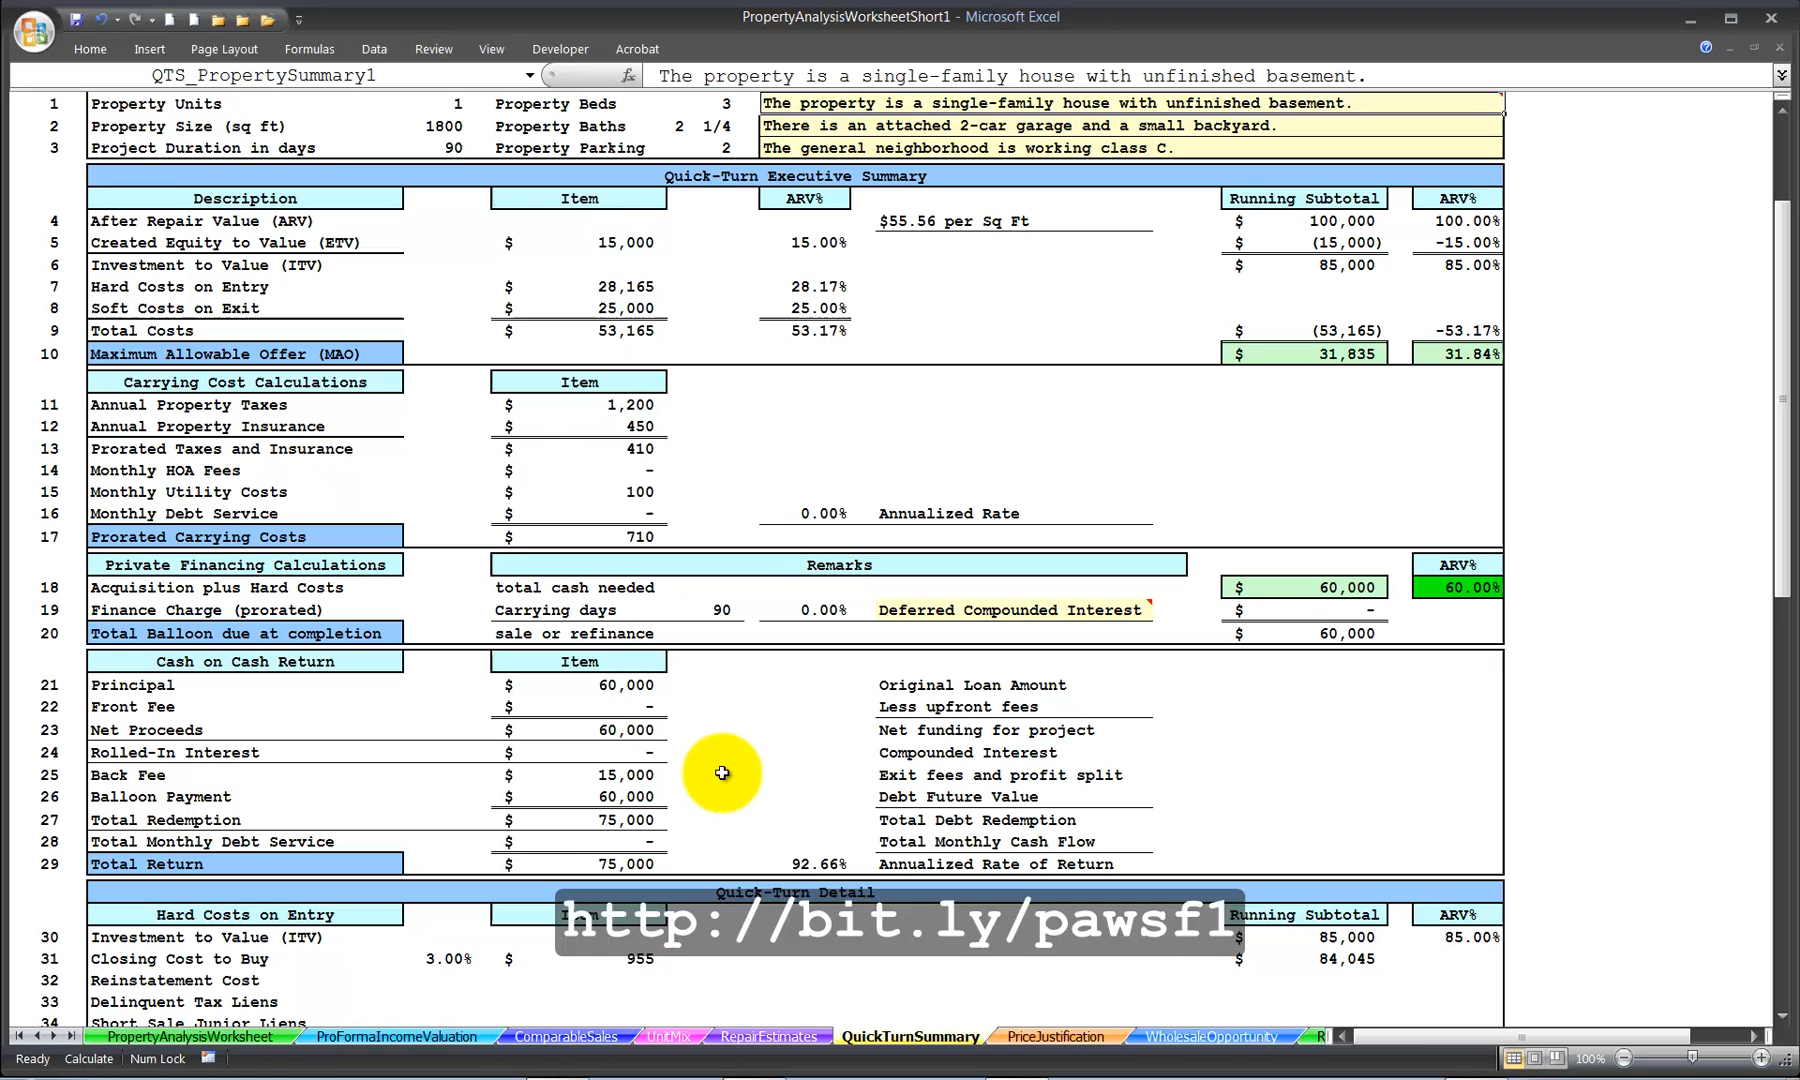 PropertyAnalysisWorksheetShort1 - Microsoft Excel
Home Insert Page Layout Formulas Data Review View Developer Acrobat
QTS_PropertySummary1 fx The property is a single-family house with unfinished basement.
1 Property Units 1 Property Beds 3 The property is a single-family house with unfinished basement.
2 Property Size (sq ft) 1800 Property Baths 2 1/4 There is an attached 2-car garage and a small backyard.
3 Project Duration in days 90 Property Parking 2 The general neighborhood is working class C.
Quick-Turn Executive Summary
Description Item ARV% Running Subtotal ARV%
4 After Repair Value (ARV) $55.56 per Sq Ft $ 100,000 100.00%
5 Created Equity to Value (ETV) $ 15,000 15.00% $ (15,000) -15.00%
6 Investment to Value (ITV) $ 85,000 85.00%
7 Hard Costs on Entry $ 28,165 28.17%
8 Soft Costs on Exit $ 25,000 25.00%
9 Total Costs $ 53,165 53.17% $ (53,165) -53.17%
10 Maximum Allowable Offer (MAO) $ 31,835 31.84%
Carrying Cost Calculations Item
11 Annual Property Taxes $ 1,200
12 Annual Property Insurance $ 450
13 Prorated Taxes and Insurance $ 410
14 Monthly HOA Fees $ -
15 Monthly Utility Costs $ 100
16 Monthly Debt Service $ - 0.00% Annualized Rate
17 Prorated Carrying Costs $ 710
Private Financing Calculations Remarks ARV%
18 Acquisition plus Hard Costs total cash needed $ 60,000 60.00%
19 Finance Charge (prorated) Carrying days 90 0.00% Deferred Compounded Interest $ -
20 Total Balloon due at completion sale or refinance $ 60,000
Cash on Cash Return Item
21 Principal $ 60,000 Original Loan Amount
22 Front Fee $ - Less upfront fees
23 Net Proceeds $ 60,000 Net funding for project
24 Rolled-In Interest $ - Compounded Interest
25 Back Fee $ 15,000 Exit fees and profit split
26 Balloon Payment $ 60,000 Debt Future Value
27 Total Redemption $ 75,000 Total Debt Redemption
28 Total Monthly Debt Service $ - Total Monthly Cash Flow
29 Total Return $ 75,000 92.66% Annualized Rate of Return
Quick-Turn Detail
Hard Costs on Entry Item Running Subtotal ARV%
http://bit.ly/pawsf1
30 Investment to Value (ITV) $ 85,000 85.00%
31 Closing Cost to Buy 3.00% $ 955 $ 84,045
32 Reinstatement Cost
33 Delinquent Tax Liens
34 Short Sale Junior Liens
PropertyAnalysisWorksheet ProFormaIncomeValuation ComparableSales UnitMix RepairEstimates QuickTurnSummary PriceJustification WholesaleOpportunity R
Ready Calculate Num Lock 100%